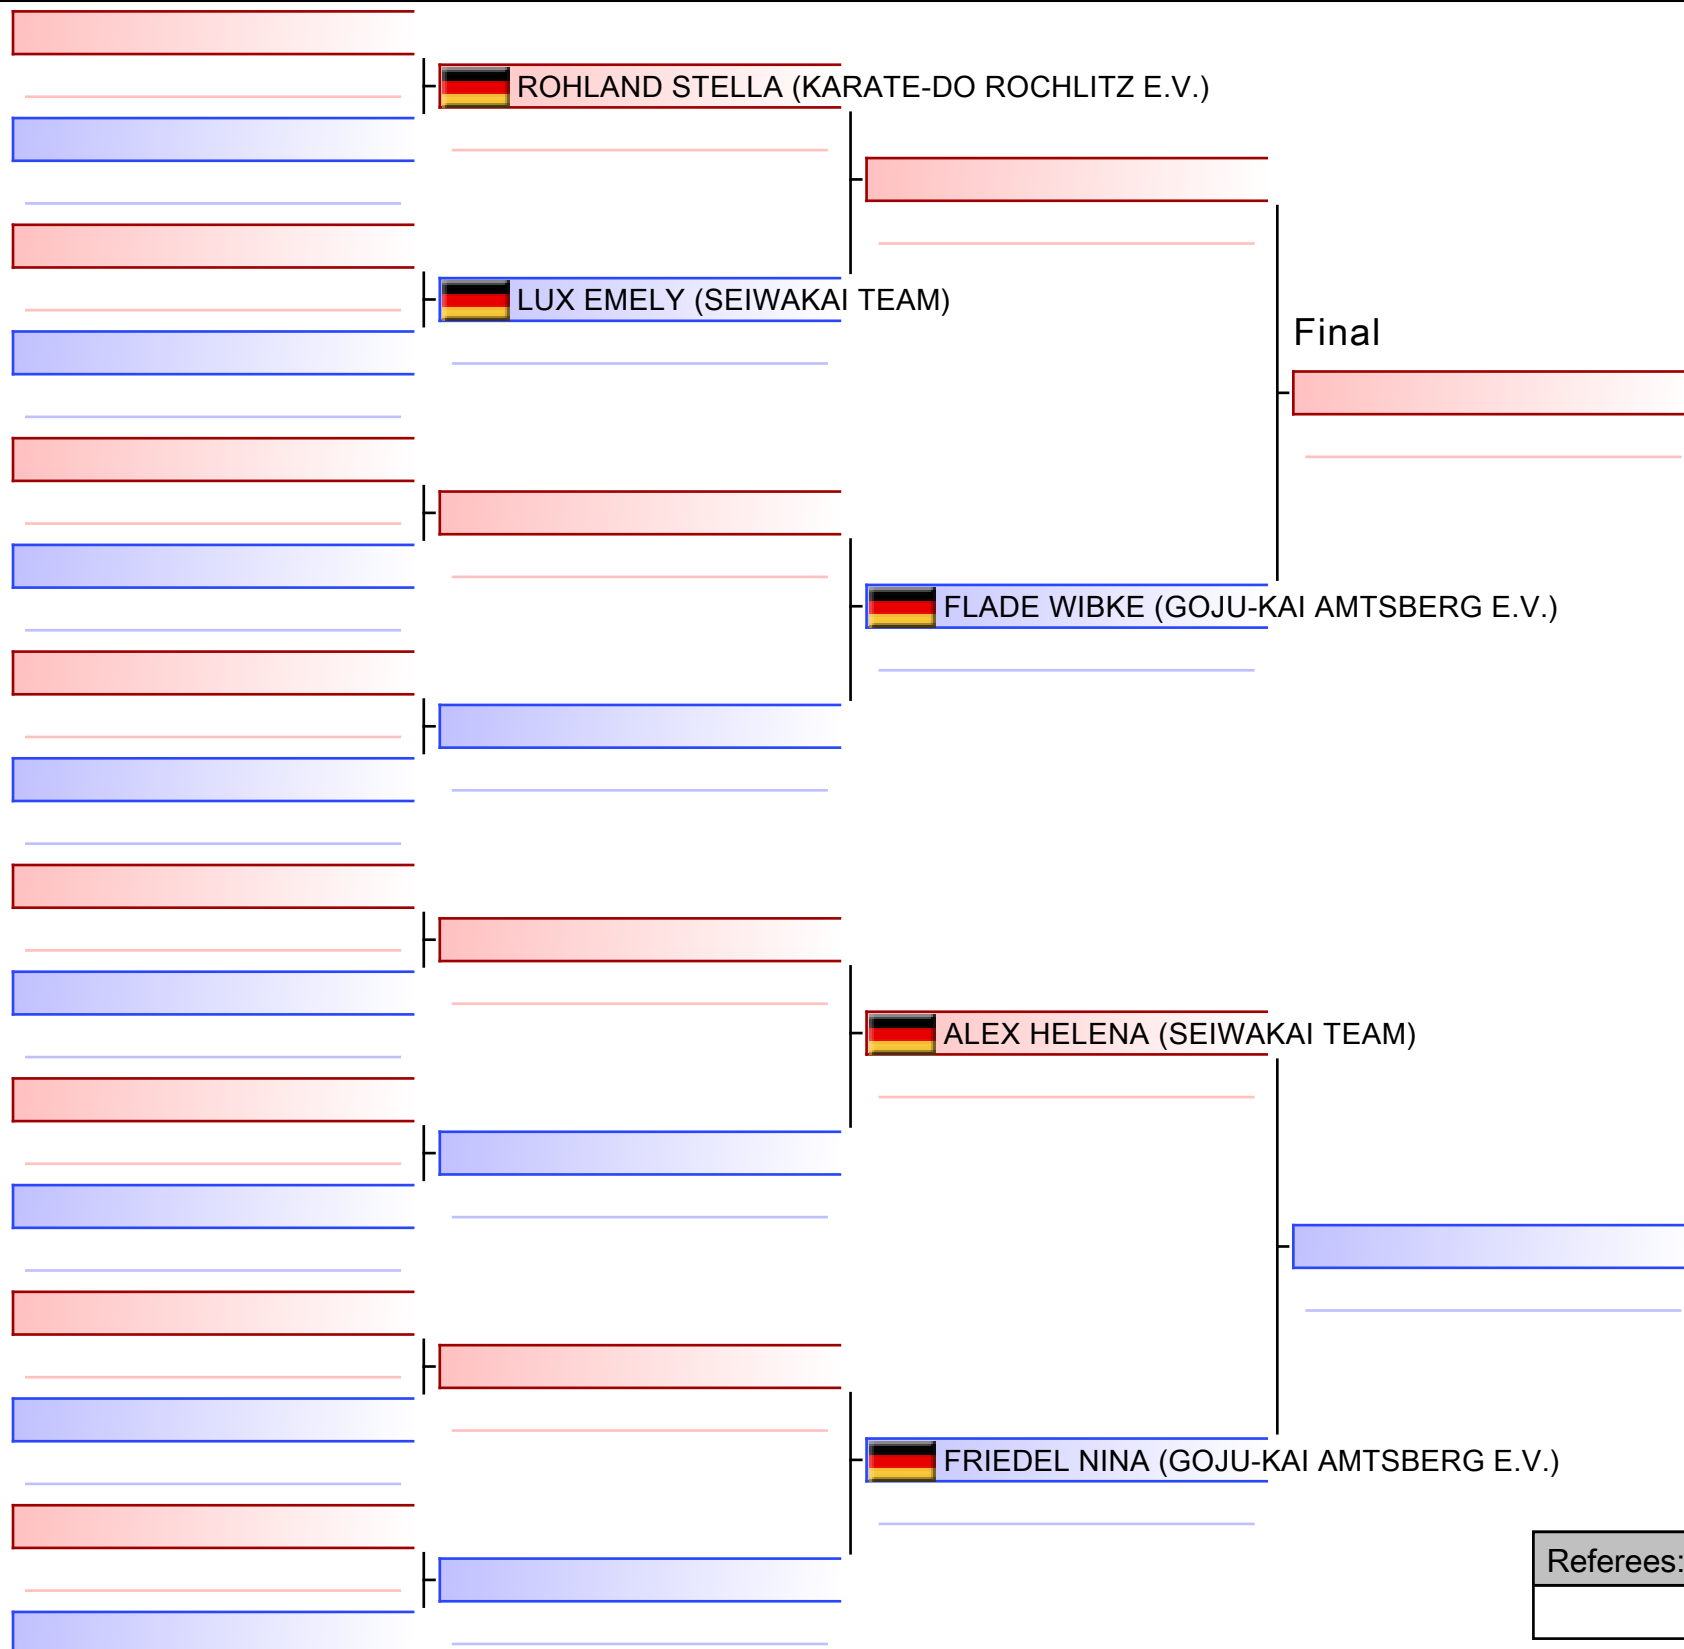 ROHLAND STELLA (KARATE-DO ROCHLITZ E.V.)
LUX EMELY (SEIWAKAI TEAM)
Final
FLADE WIBKE (GOJU-KAI AMTSBERG E.V.)
ALEX HELENA (SEIWAKAI TEAM)
FRIEDEL NINA (GOJU-KAI AMTSBERG E.V.)
Referees: